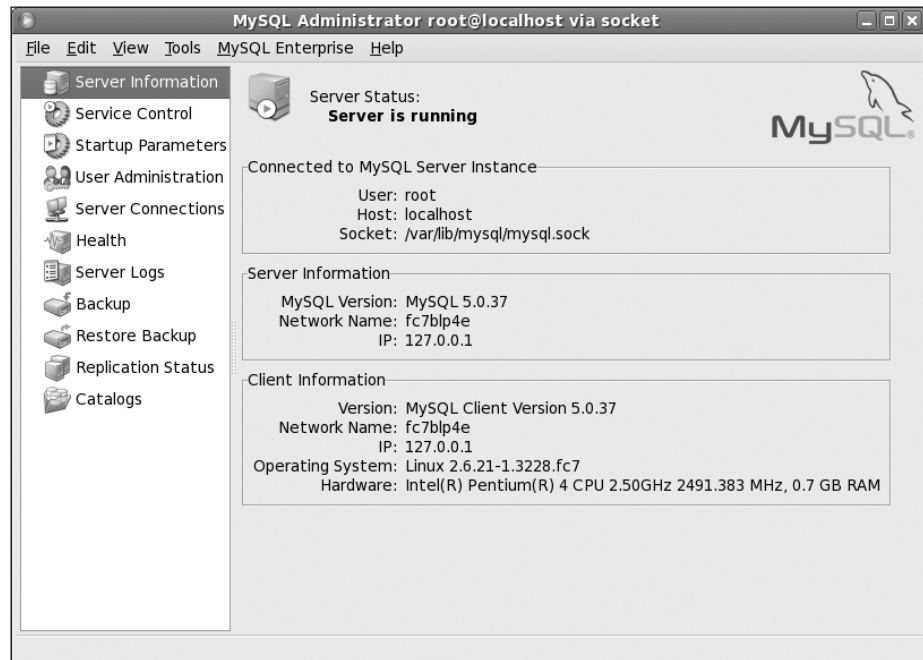 MySQL Administrator root@localhost via socket
File Edit View Tools MySQL Enterprise Help
Server Information
Service Control
Startup Parameters
User Administration
Server Connections
Health
Server Logs
Backup
Restore Backup
Replication Status
Catalogs
Server Status:
Server is running
MySQL®
Connected to MySQL Server Instance
User: root
Host: localhost
Socket: /var/lib/mysql/mysql.sock
Server Information
MySQL Version: MySQL 5.0.37
Network Name: fc7blp4e
IP: 127.0.0.1
Client Information
Version: MySQL Client Version 5.0.37
Network Name: fc7blp4e
IP: 127.0.0.1
Operating System: Linux 2.6.21-1.3228.fc7
Hardware: Intel(R) Pentium(R) 4 CPU 2.50GHz 2491.383 MHz, 0.7 GB RAM